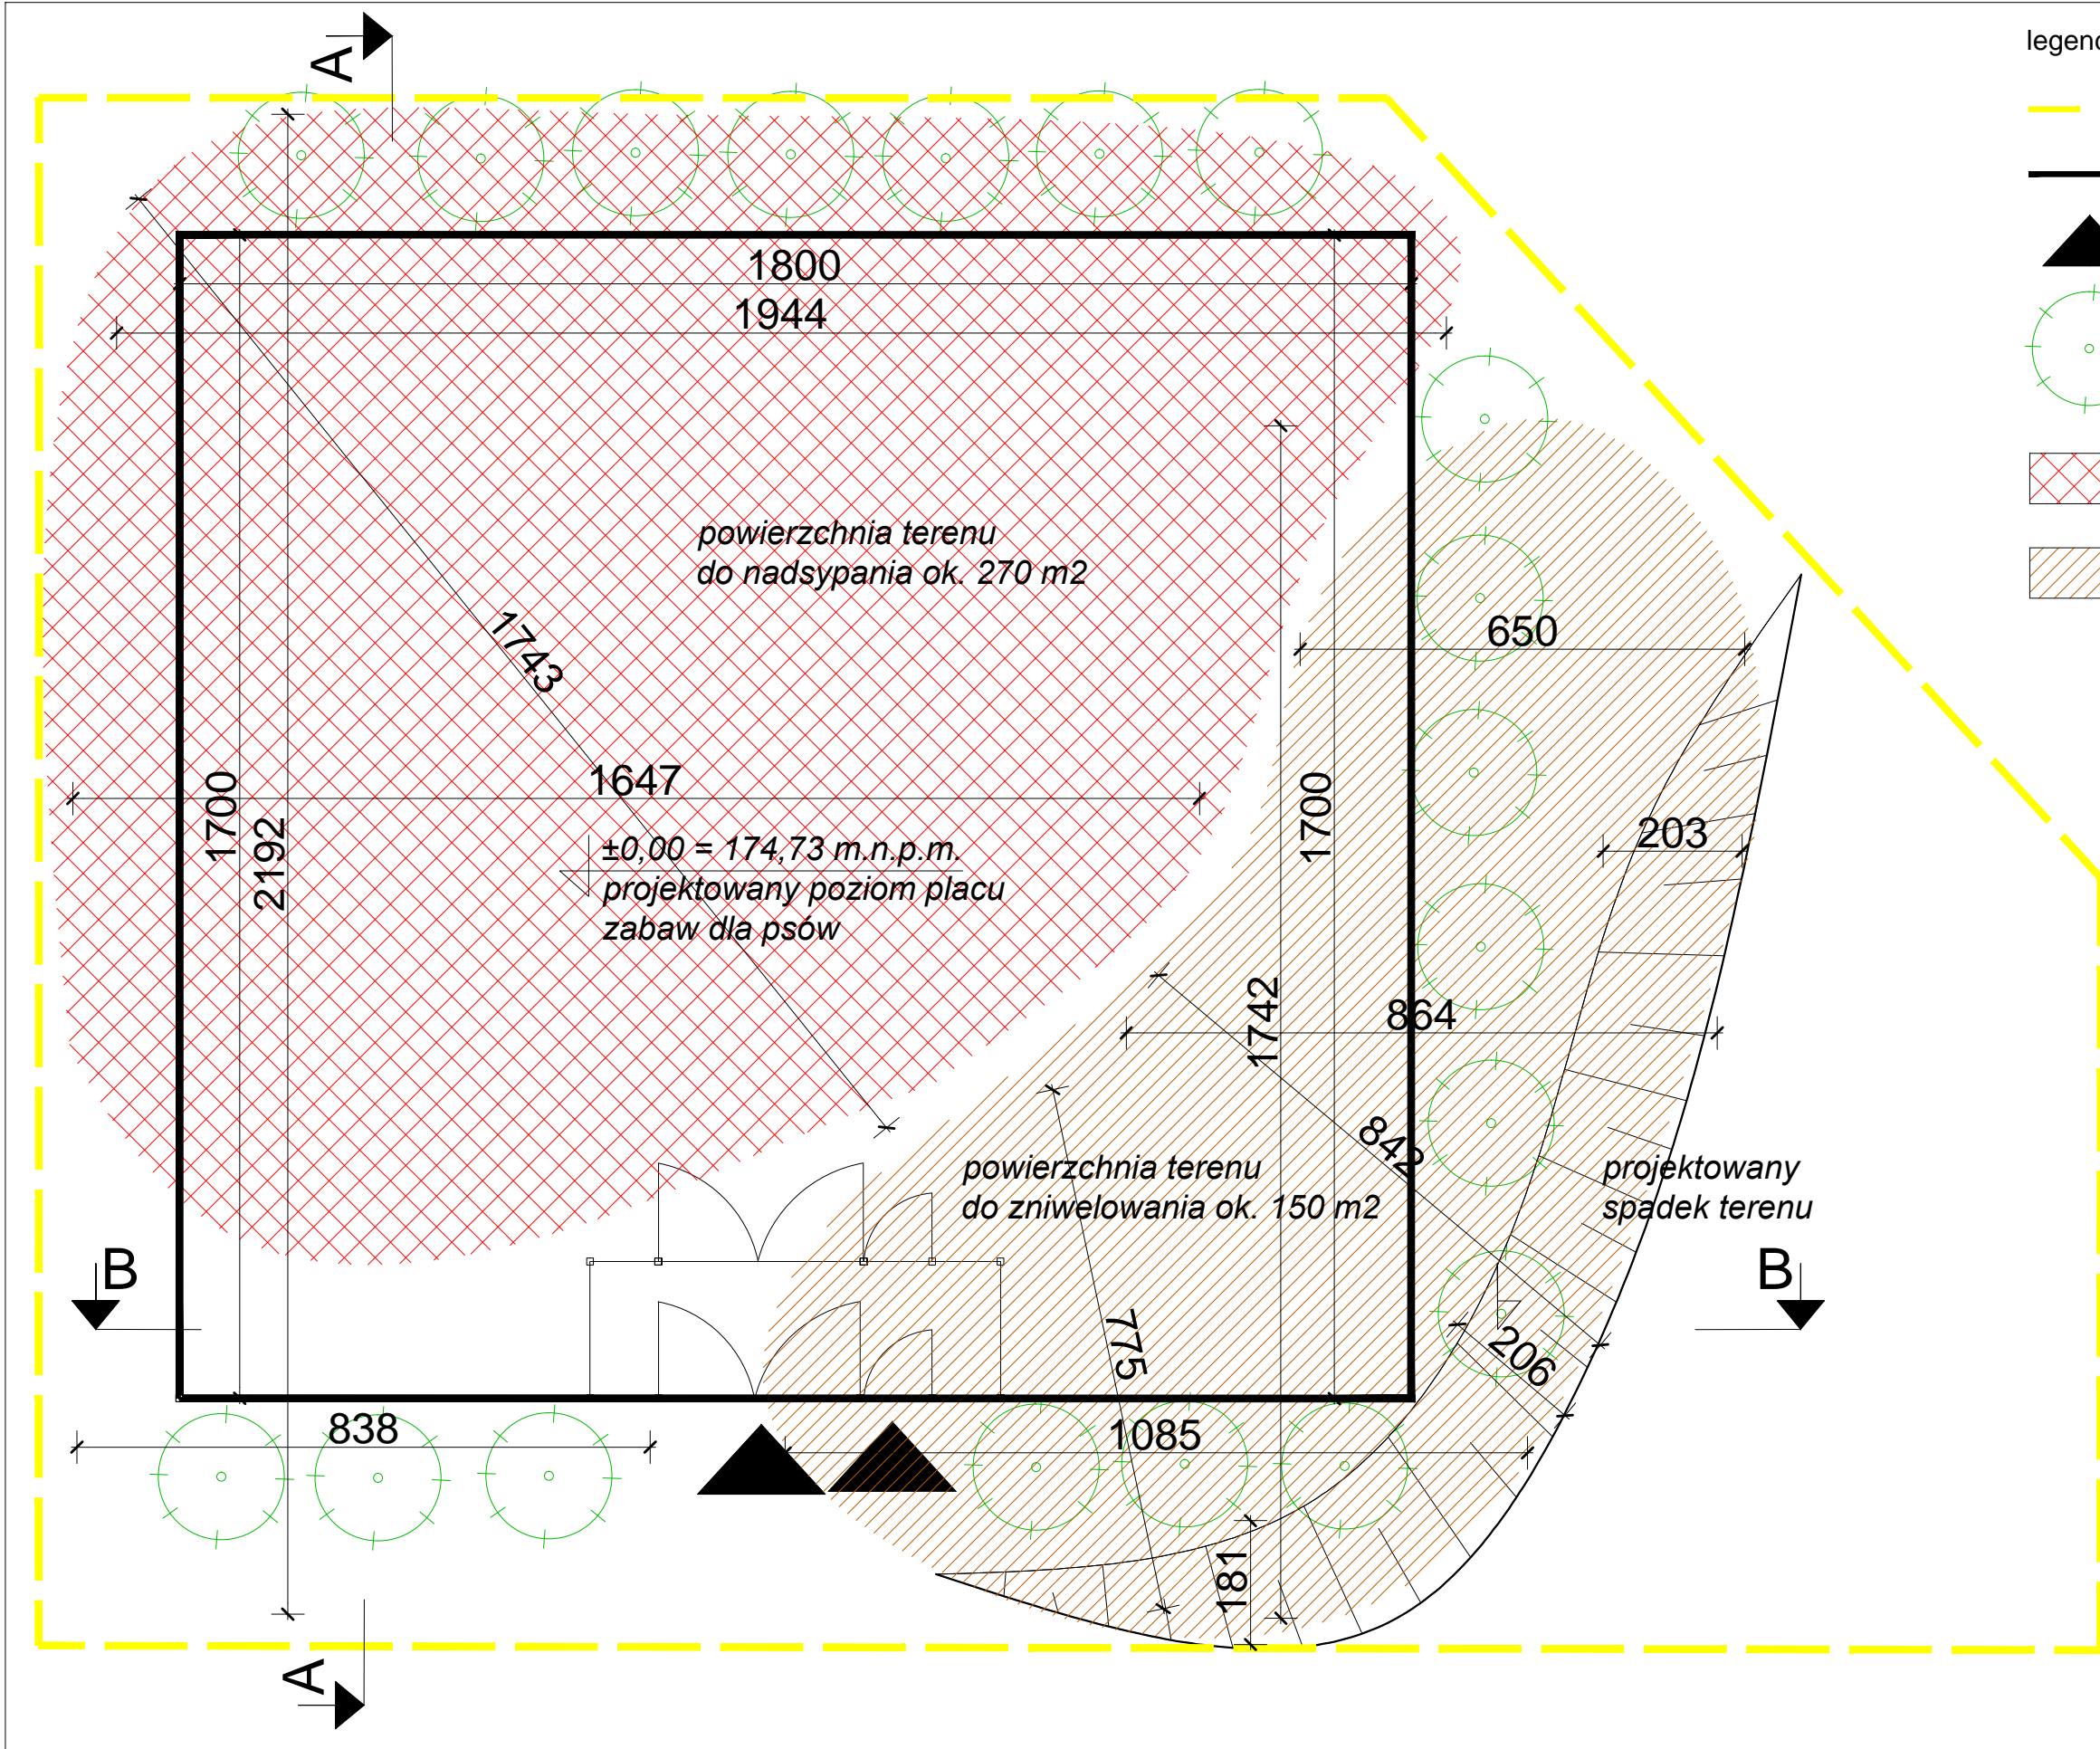 A
legend
1800
1944
powierzchnia terenu
do nadsypania ok. 270 m2
1743
650
1647
1700
2192
1700
203
±0,00 = 174,73 m.n.p.m.
projektowany poziom placu
zabaw dla psów
1742
864
842
powierzchnia terenu
do zniwelowania ok. 150 m2
projektowany
spadek terenu
B
B
775
206
838
1085
181
A